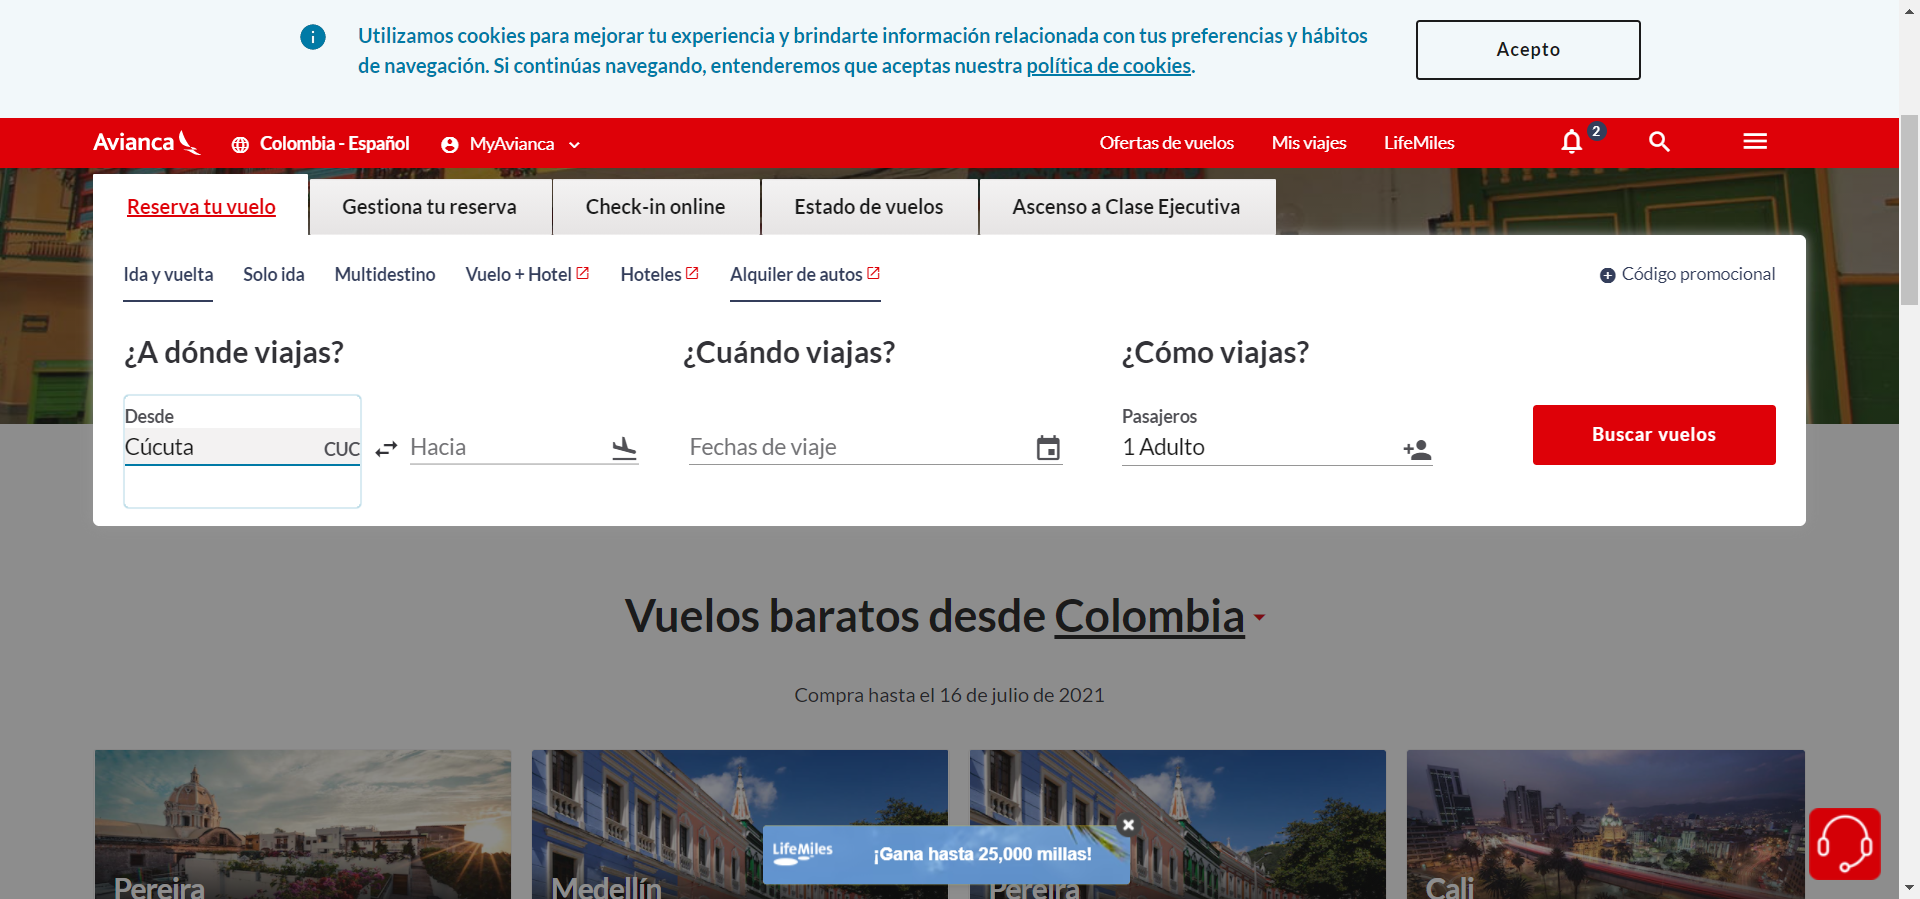 Utilizamos cookies para mejorar tu experiencia y brindarte información relacionada con tus preferencias y hábitos
de navegación. Si continúas navegando, entenderemos que aceptas nuestra política de cookies.
Acepto
Avianca
Colombia - Español
MyAvianca
Ofertas de vuelos
Mis viajes
LifeMiles
2
Reserva tu vuelo
Gestiona tu reserva
Check-in online
Estado de vuelos
Ascenso a Clase Ejecutiva
Ida y vuelta
Solo ida
Multidestino
Vuelo + Hotel
Hoteles
Alquiler de autos
Código promocional
¿A dónde viajas?
¿Cuándo viajas?
¿Cómo viajas?
Desde
Cúcuta
CUC
Hacia
Fechas de viaje
Pasajeros
1 Adulto
Buscar vuelos
Vuelos baratos desde Colombia
Compra hasta el 16 de julio de 2021
LifeMiles
¡Gana hasta 25,000 millas!
Pereira
Medellín
Pereira
Cali